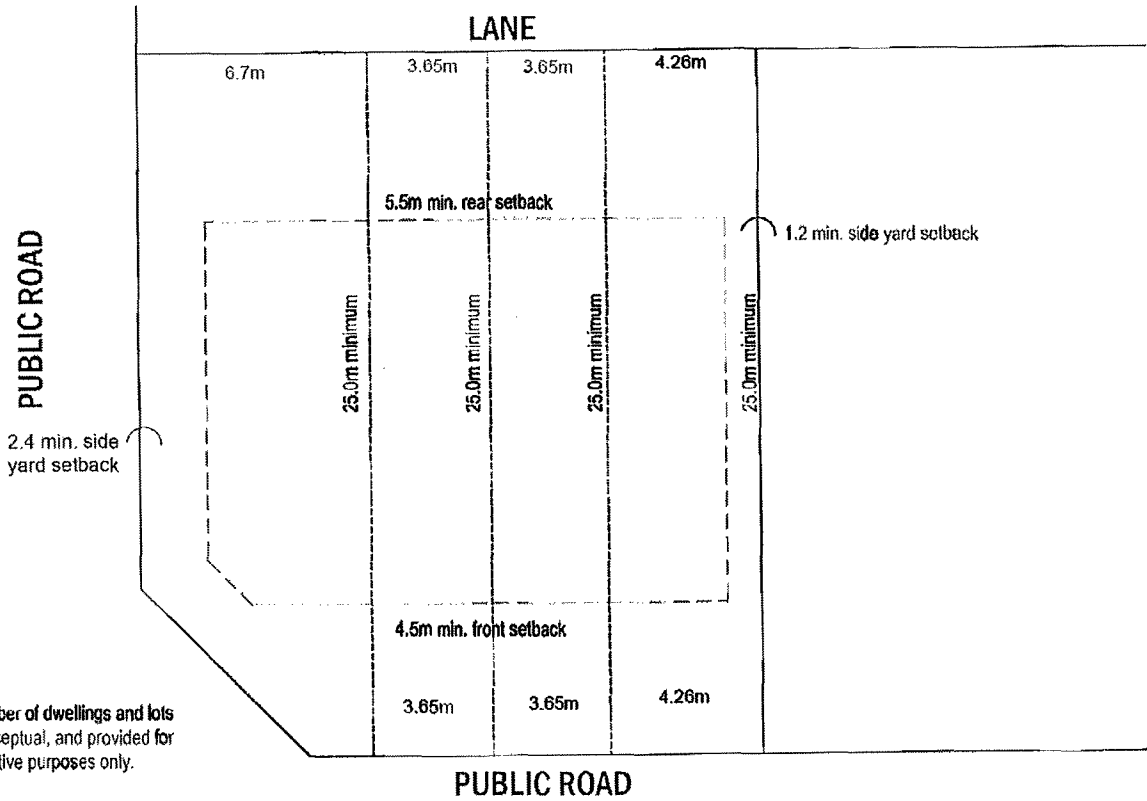 LANE
6.7m
3.65m
3.65m
4.26m
5.5m min. rear setback
1.2 min. side yard setback
PUBLIC ROAD
25.0m minimum
25.0m minimum
25.0m minimum
25.0m minimum
2.4 min. side
yard setback
4.5m min. front setback
3.65m
3.65m
4.26m
of dwellings and lots
and provided for
purposes only.
PUBLIC ROAD